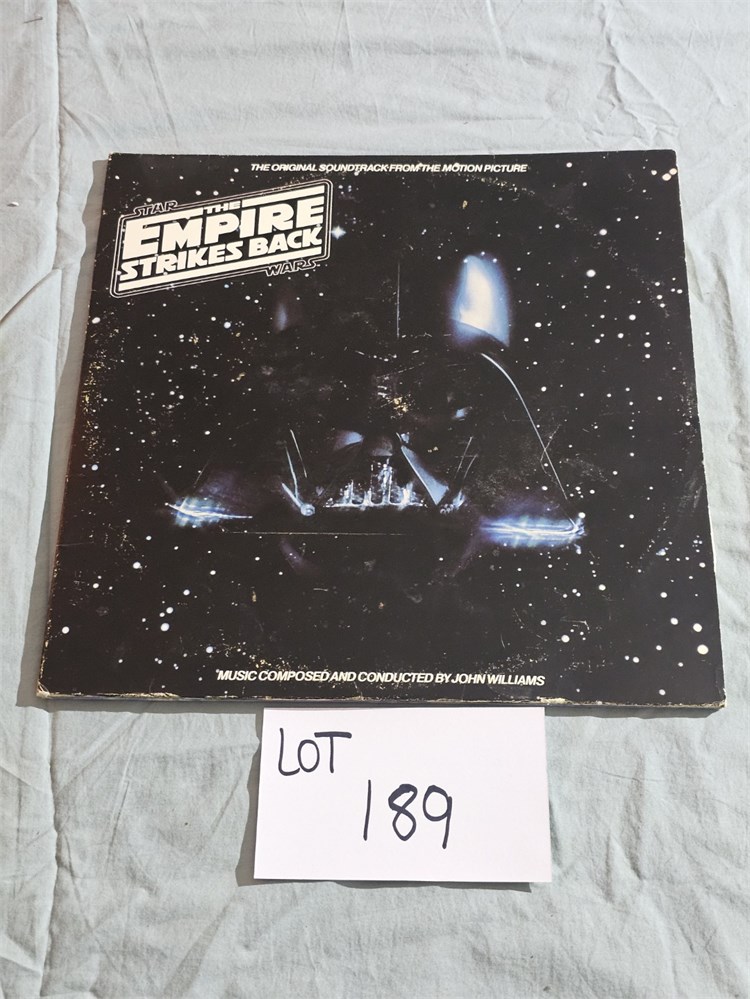 THE ORIGINAL SOUNDTRACK FROM THE MOTION PICTURE
STAR
THE
EMPIRE
STRIKES BACK
WARS
MUSIC COMPOSED AND CONDUCTED BY JOHN WILLIAMS
LOT
189